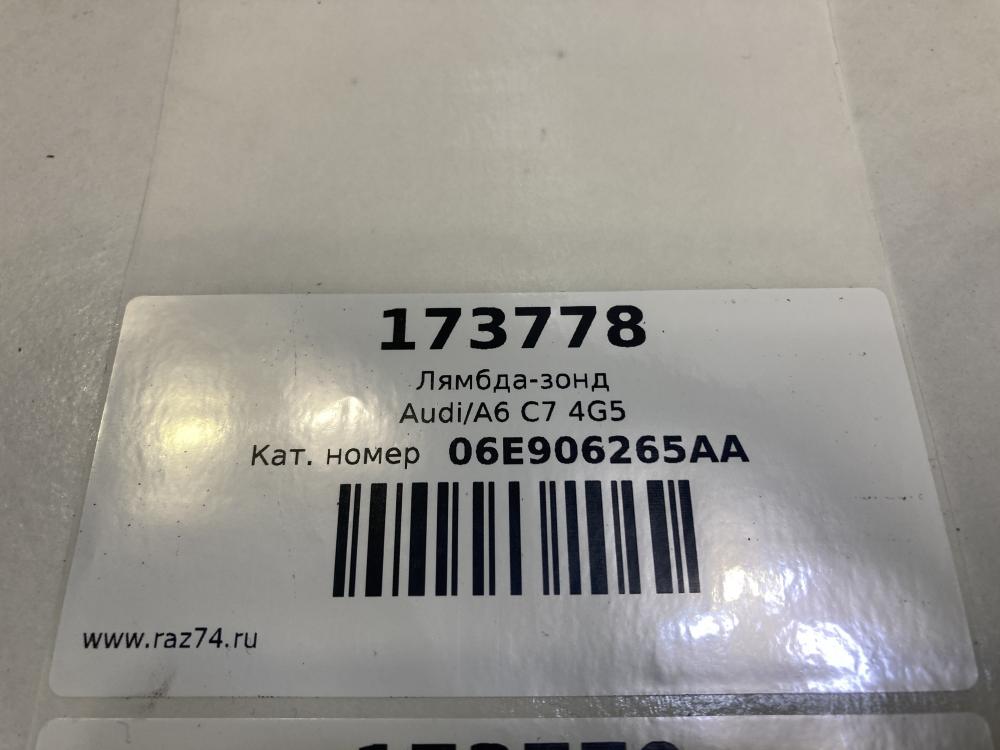 173778
Лямбда-зонд
Audi/A6 C7 4G5
Кат. номер 06E906265AA
www.raz74.ru